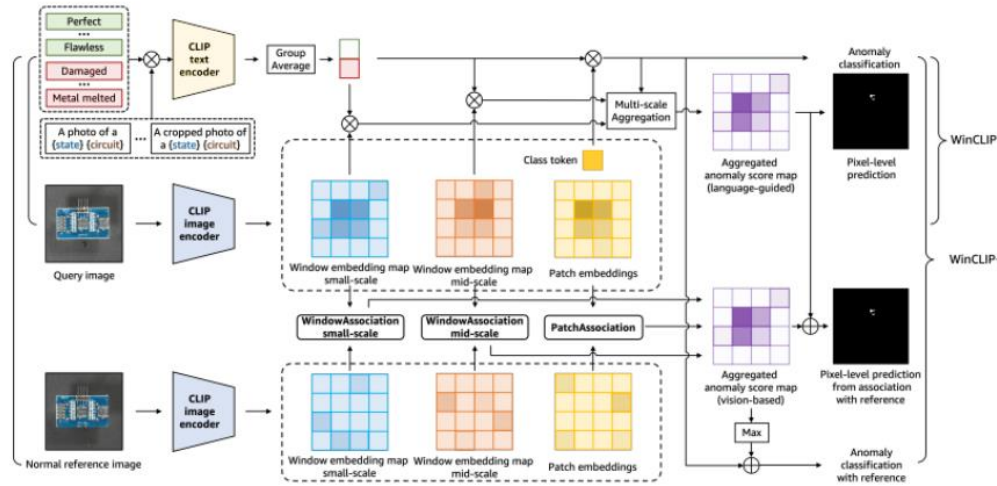 Perfect
...
Flawless
Damaged
...
Metal melted
CLIP
text
encoder
Group
Average
A photo of a
{state} {circuit}
...
A cropped photo of
a {state} {circuit}
Multi-scale
Aggregation
Class token
Anomaly
classification
Aggregated
anomaly score map
(language-guided)
Pixel-level
prediction
WinCLIP
Query image
CLIP
image
encoder
Window embedding map
small-scale
Window embedding map
mid-scale
Patch embeddings
WinCLIP
WindowAssociation
small-scale
WindowAssociation
mid-scale
PatchAssociation
Aggregated
anomaly score map
(vision-based)
Pixel-level prediction
from association
with reference
Max
Normal reference image
CLIP
image
encoder
Window embedding map
small-scale
Window embedding map
mid-scale
Patch embeddings
Anomaly
classification
with reference